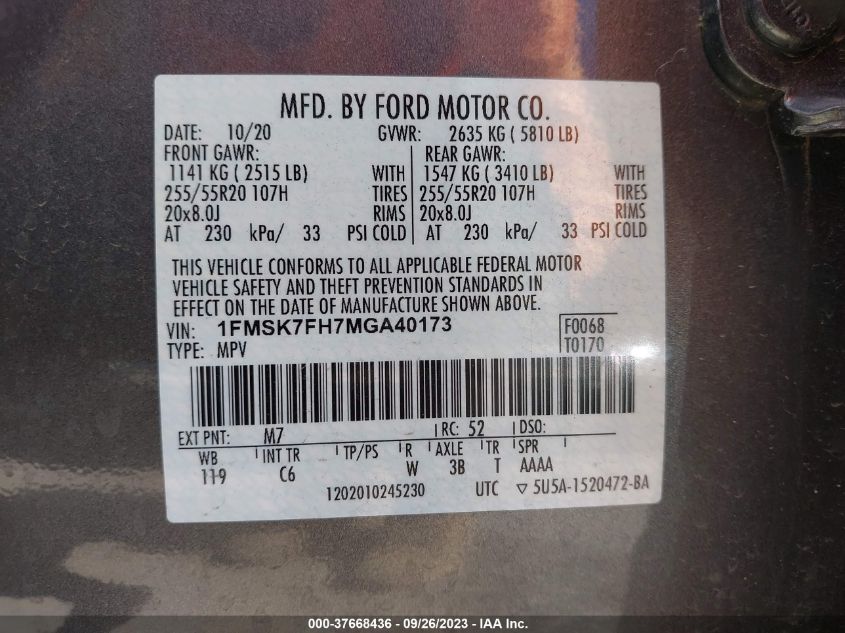 MFD. BY FORD MOTOR CO.
DATE: 10/20 GVWR: 2635 KG ( 5810 LB)
FRONT GAWR: REAR GAWR:
1141 KG ( 2515 LB) WITH 1547 KG ( 3410 LB) WITH
255/55R20 107H TIRES 255/55R20 107H TIRES
20x8.0J RIMS 20x8.0J RIMS
AT 230 kPa/ 33 PSI COLD AT 230 kPa/ 33 PSI COLD
THIS VEHICLE CONFORMS TO ALL APPLICABLE FEDERAL MOTOR
VEHICLE SAFETY AND THEFT PREVENTION STANDARDS IN
EFFECT ON THE DATE OF MANUFACTURE SHOWN ABOVE.
VIN: 1FMSK7FH7MGA40173 F0068
TYPE: MPV T0170
EXT PNT: M7 RC: 52 DSO:
WB INT TR TP/PS R AXLE TR SPR
119 C6 W 3B T AAAA
1202010245230 UTC ▽ 5U5A-1520472-BA
000-37668436 - 09/26/2023 - IAA Inc.